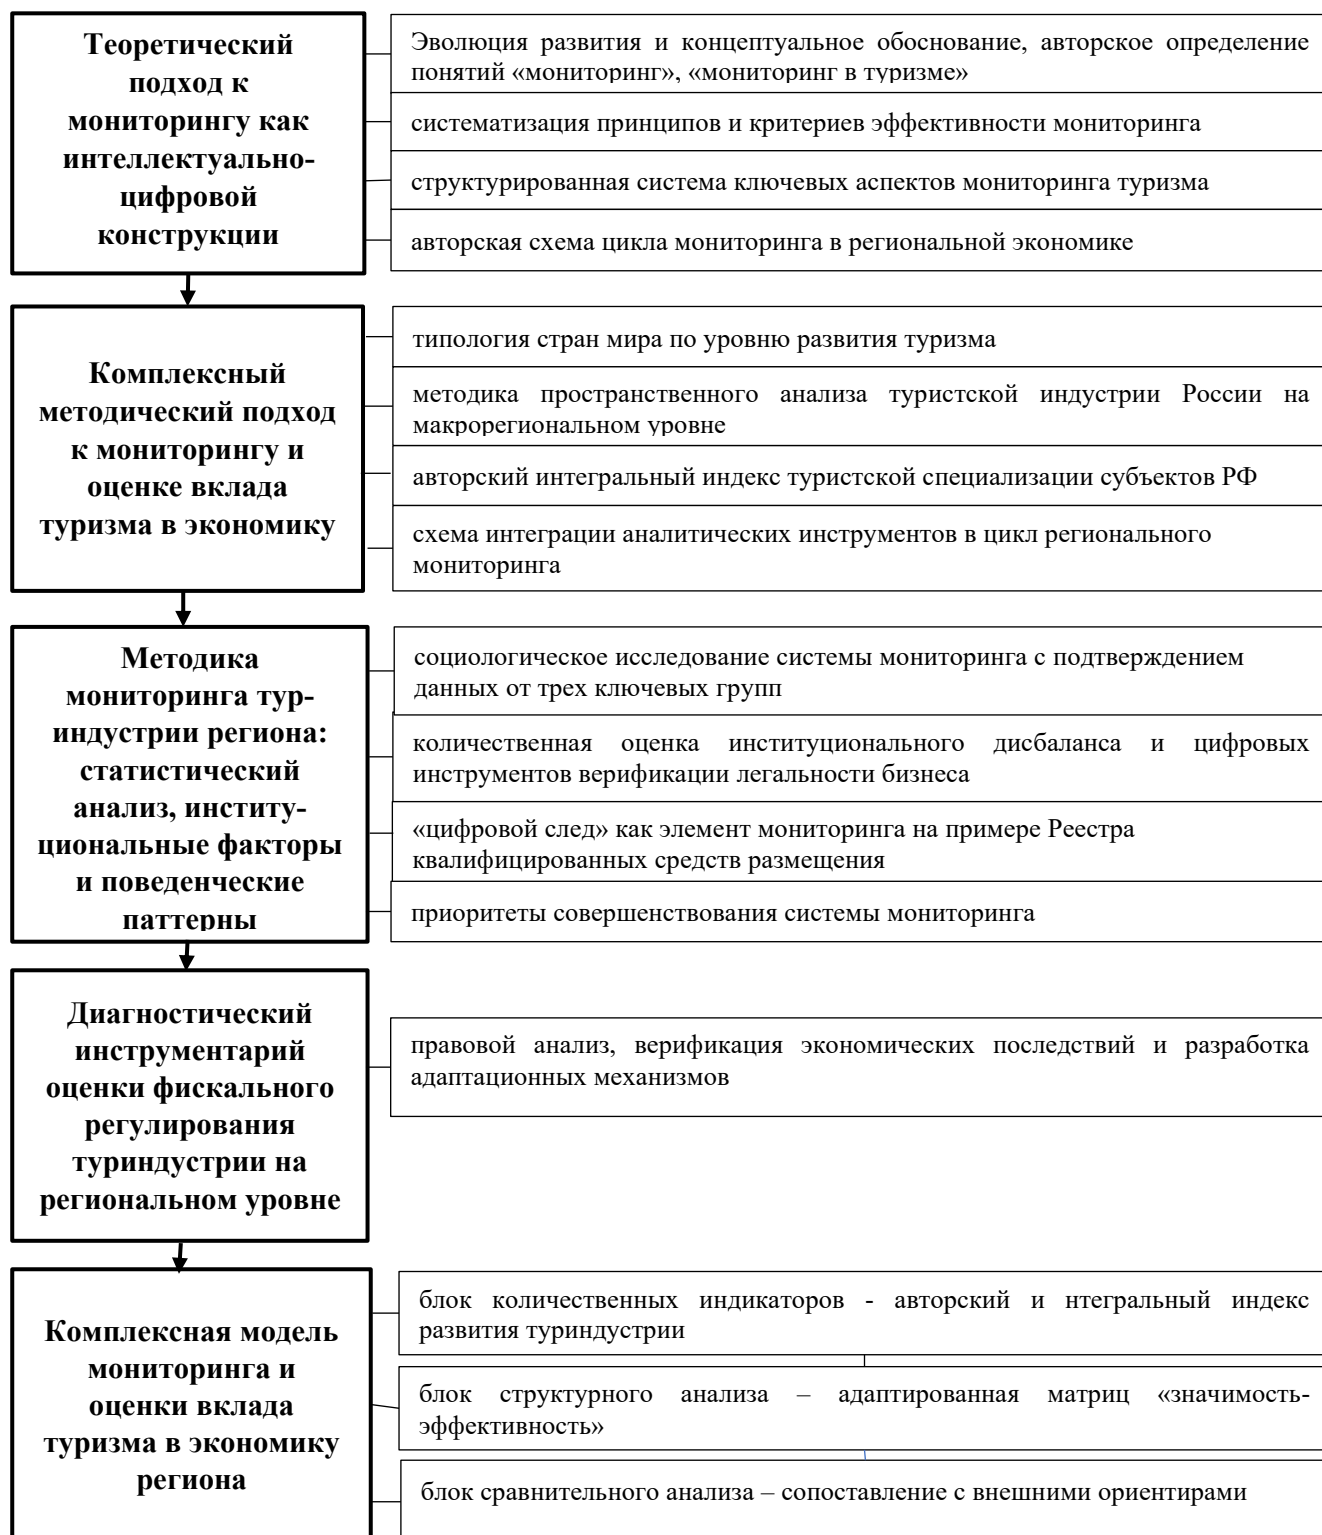 Теоретический
подход к
мониторингу как
интеллектуально-
цифровой
конструкции
Эволюция развития и концептуальное обоснование, авторское определение
понятий «мониторинг», «мониторинг в туризме»
систематизация принципов и критериев эффективности мониторинга
структурированная система ключевых аспектов мониторинга туризма
авторская схема цикла мониторинга в региональной экономике
Комплексный
методический подход
к мониторингу и
оценке вклада
туризма в экономику
типология стран мира по уровню развития туризма
методика пространственного анализа туристской индустрии России на
макрорегиональном уровне
авторский интегральный индекс туристской специализации субъектов РФ
схема интеграции аналитических инструментов в цикл регионального
мониторинга
Методика
мониторинга тур-
индустрии региона:
статистический
анализ, институ-
циональные факторы
и поведенческие
паттерны
социологическое исследование системы мониторинга с подтверждением
данных от трех ключевых групп
количественная оценка институционального дисбаланса и цифровых
инструментов верификации легальности бизнеса
«цифровой след» как элемент мониторинга на примере Реестра
квалифицированных средств размещения
приоритеты совершенствования системы мониторинга
Диагностический
инструментарий
оценки фискального
регулирования
туриндустрии на
региональном уровне
правовой анализ, верификация экономических последствий и разработка
адаптационных механизмов
Комплексная модель
мониторинга и
оценки вклада
туризма в экономику
региона
блок количественных индикаторов - авторский и нтегральный индекс
развития туриндустрии
блок структурного анализа – адаптированная матриц «значимость-
эффективность»
блок сравнительного анализа – сопоставление с внешними ориентирами